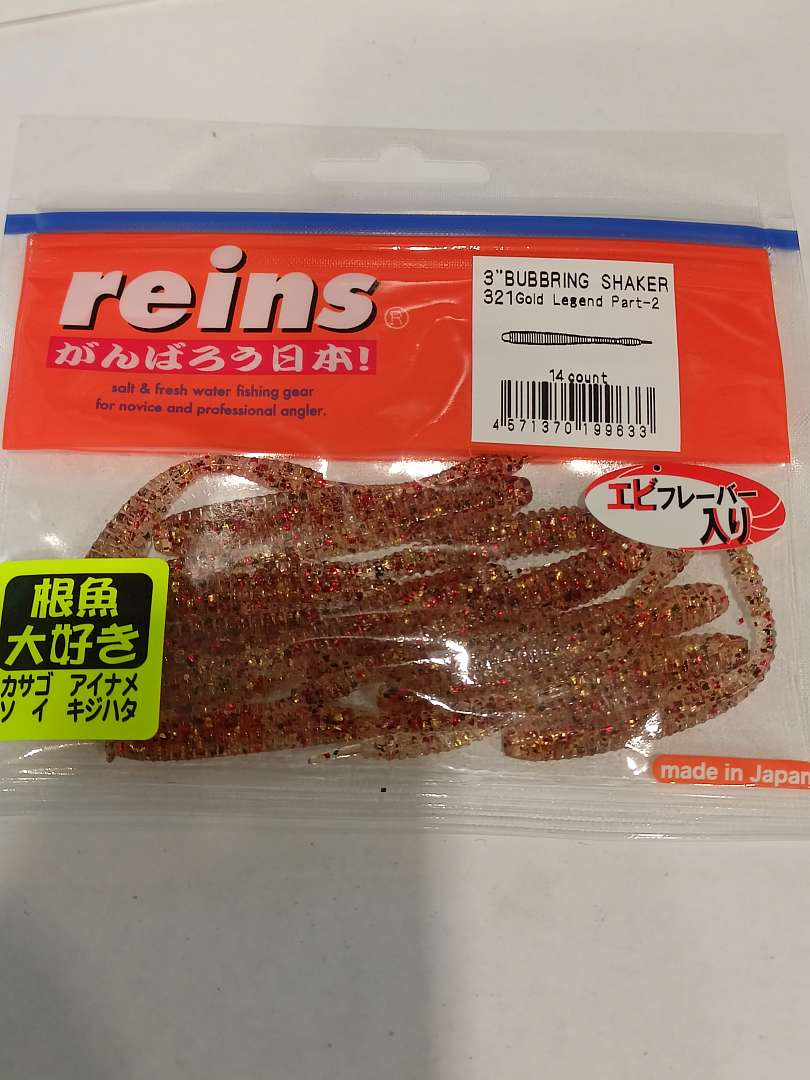 reins®
がんばろう日本!
salt & fresh water fishing gear
for novice and professional angler.
3"BUBBRING SHAKER
321Gold Legend Part-2
14 count
4 571370 199633
エビフレーバー
入り
根魚
大好き
カサゴ アイナメ
ソイ キジハタ
made in Japan